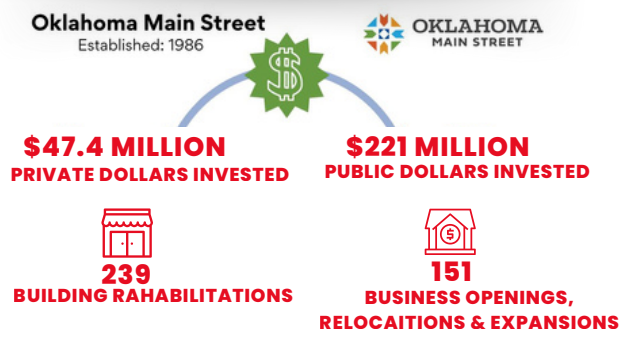 Oklahoma Main Street
Established: 1986
OKLAHOMA
MAIN STREET
$
$47.4 MILLION
PRIVATE DOLLARS INVESTED
$221 MILLION
PUBLIC DOLLARS INVESTED
239
BUILDING RAHABILITATIONS
$
151
BUSINESS OPENINGS,
RELOCAITIONS & EXPANSIONS